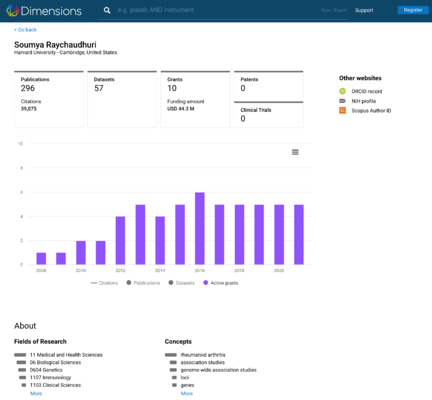 Dimensions
e.g. plastic AND instrument
Save / Export
Support
Register
< Go back
Soumya Raychaudhuri
Harvard University - Cambridge, United States
Publications
296
Citations
39,075
Datasets
57
Grants
10
Funding amount
USD 44.3 M
Patents
0
Clinical Trials
0
Other websites
ORCID record
NIH profile
Scopus Author ID
10
8
6
4
2
0
2008 2010 2012 2014 2016 2018 2020
Citations Publications Datasets Active grants
About
Fields of Research
11 Medical and Health Sciences
06 Biological Sciences
0604 Genetics
1107 Immunology
1103 Clinical Sciences
More
Concepts
rheumatoid arthritis
association studies
genome-wide association studies
loci
genes
More